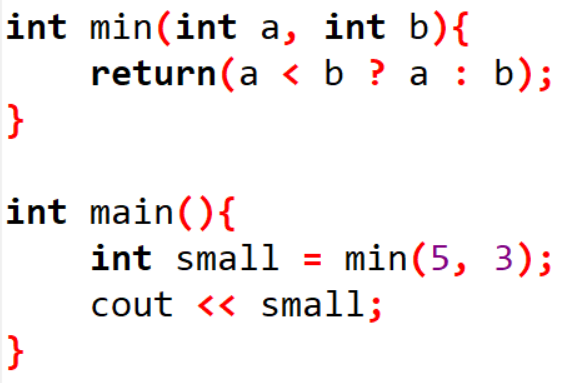 int min(int a, int b){
    return(a < b ? a : b);
}

int main(){
    int small = min(5, 3);
    cout << small;
}